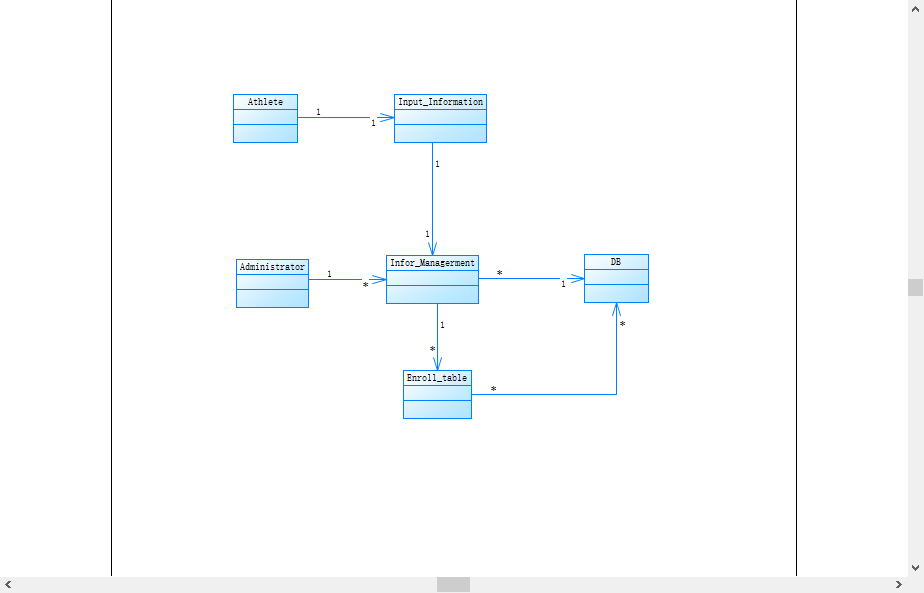 Athlete
1
1
Input_Information
1
1
Administrator
1
*
Infor_Managerment
*
1
DB
*
1
*
Enroll_table
*